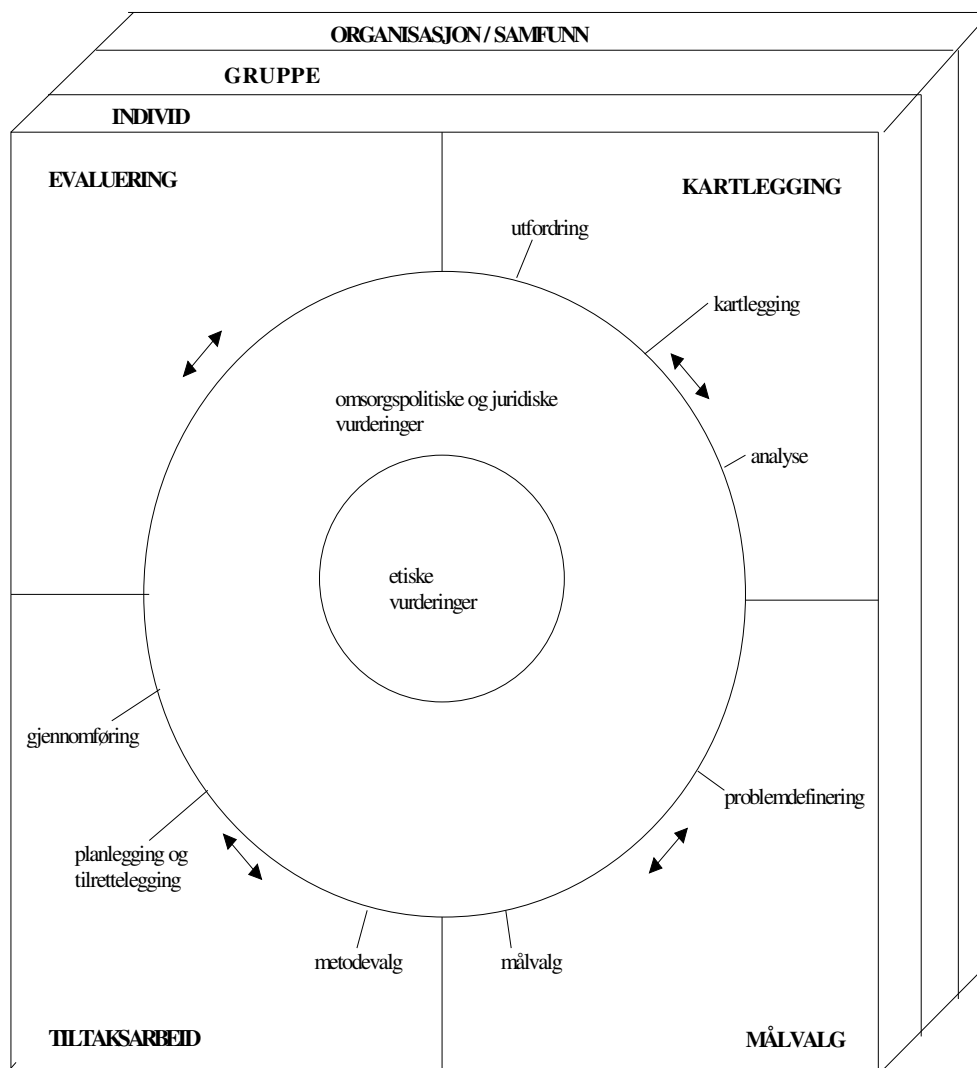 ORGANISASJON / SAMFUNN
GRUPPE
INDIVID
EVALUERING
KARTLEGGING
utfordring
kartlegging
omsorgspolitiske og juridiske
vurderinger
analyse
etiske
vurderinger
gjennomføring
problemdefinering
planlegging og
tilrettelegging
metodevalg
målvalg
TILTAKSARBEID
MÅLVALG